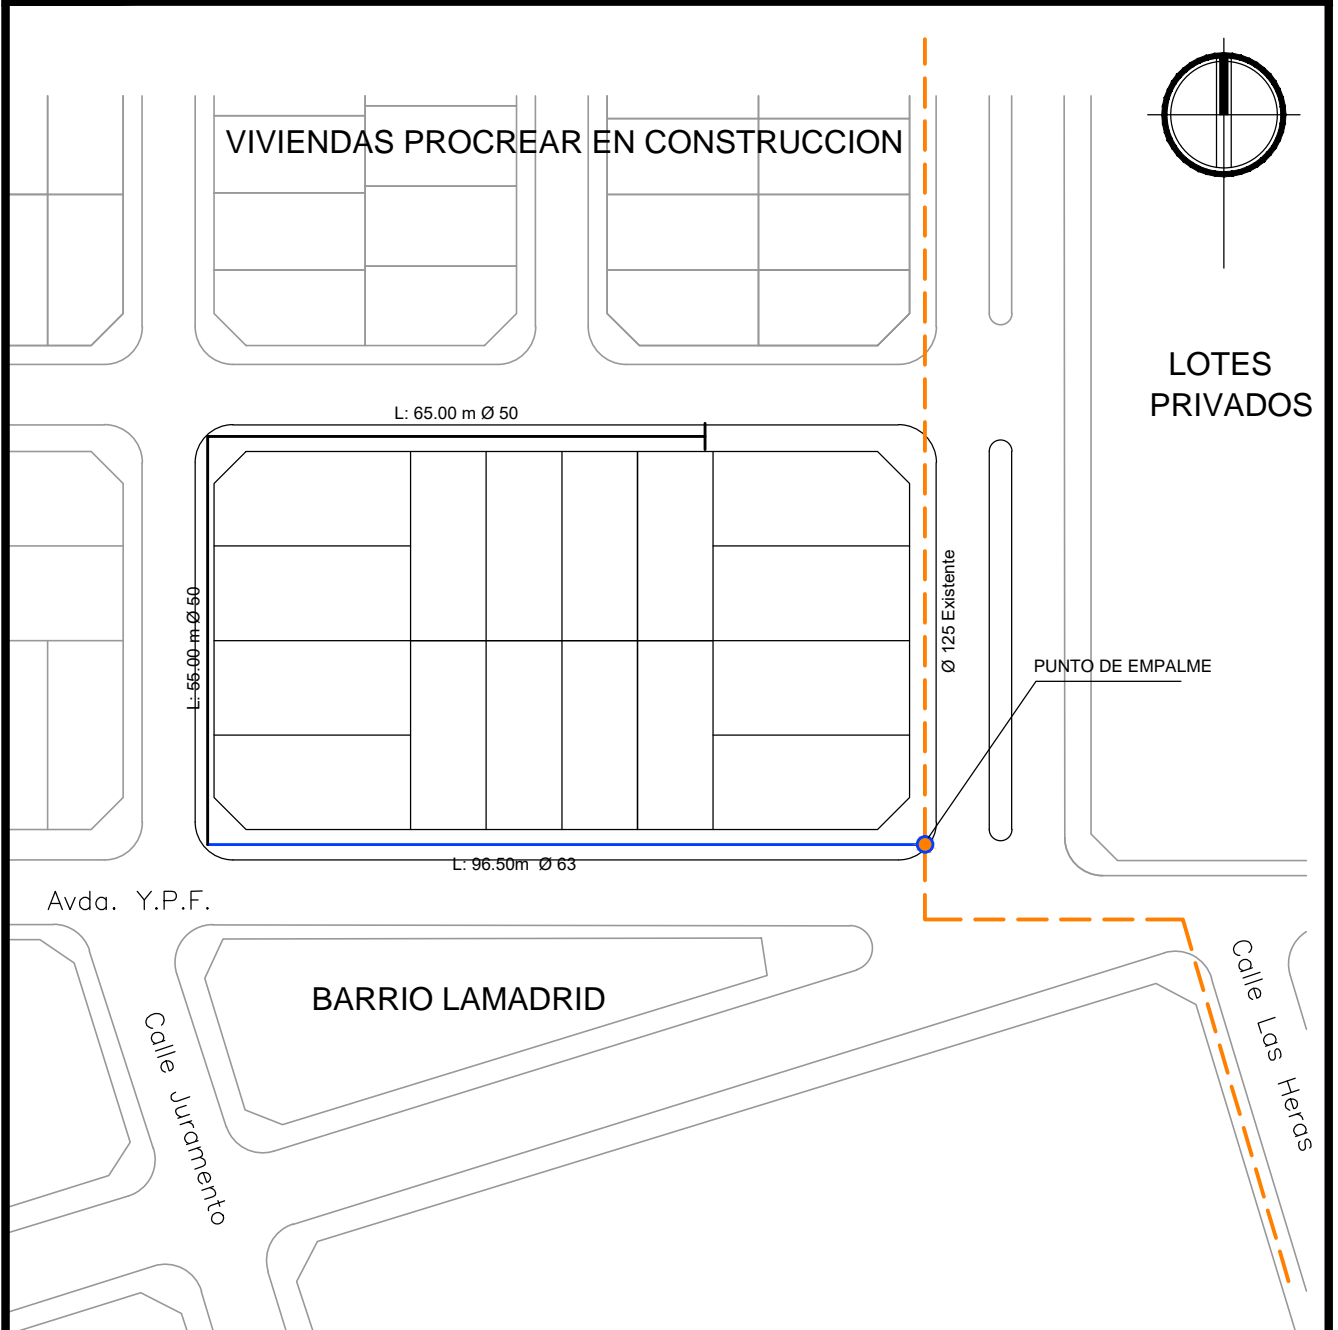 VIVIENDAS PROCREAR EN CONSTRUCCION
LOTES
PRIVADOS
L: 65.00 m Ø 50
L: 55.00 m Ø 50
Ø 125 Existente
PUNTO DE EMPALME
L: 96.50m Ø 63
Avda. Y.P.F.
BARRIO LAMADRID
Calle Juramento
Calle Las Heras